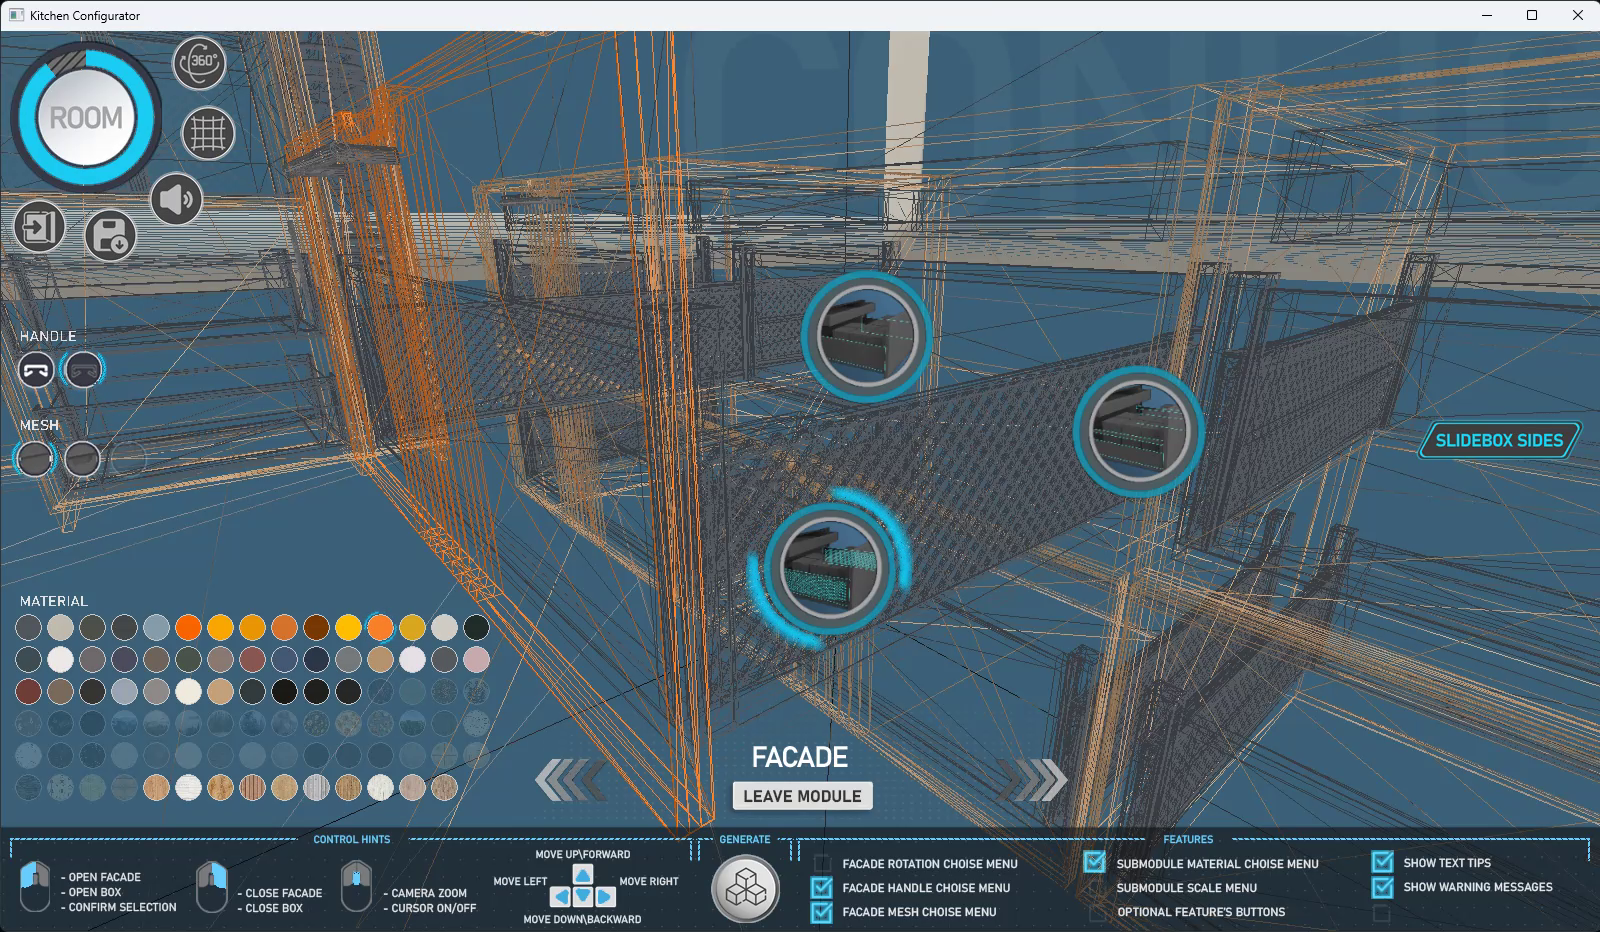 Kitchen Configurator
ROOM
360°
HANDLE
MESH
SLIDEBOX SIDES
MATERIAL
FACADE
LEAVE MODULE
CONTROL HINTS
- OPEN FACADE
- OPEN BOX
- CONFIRM SELECTION
- CLOSE FACADE
- CLOSE BOX
- CAMERA ZOOM
- CURSOR ON/OFF
MOVE UP\FORWARD
MOVE LEFT
MOVE RIGHT
MOVE DOWN\BACKWARD
GENERATE
FEATURES
FACADE ROTATION CHOISE MENU
FACADE HANDLE CHOISE MENU
FACADE MESH CHOISE MENU
SUBMODULE MATERIAL CHOISE MENU
SUBMODULE SCALE MENU
OPTIONAL FEATURE'S BUTTONS
SHOW TEXT TIPS
SHOW WARNING MESSAGES